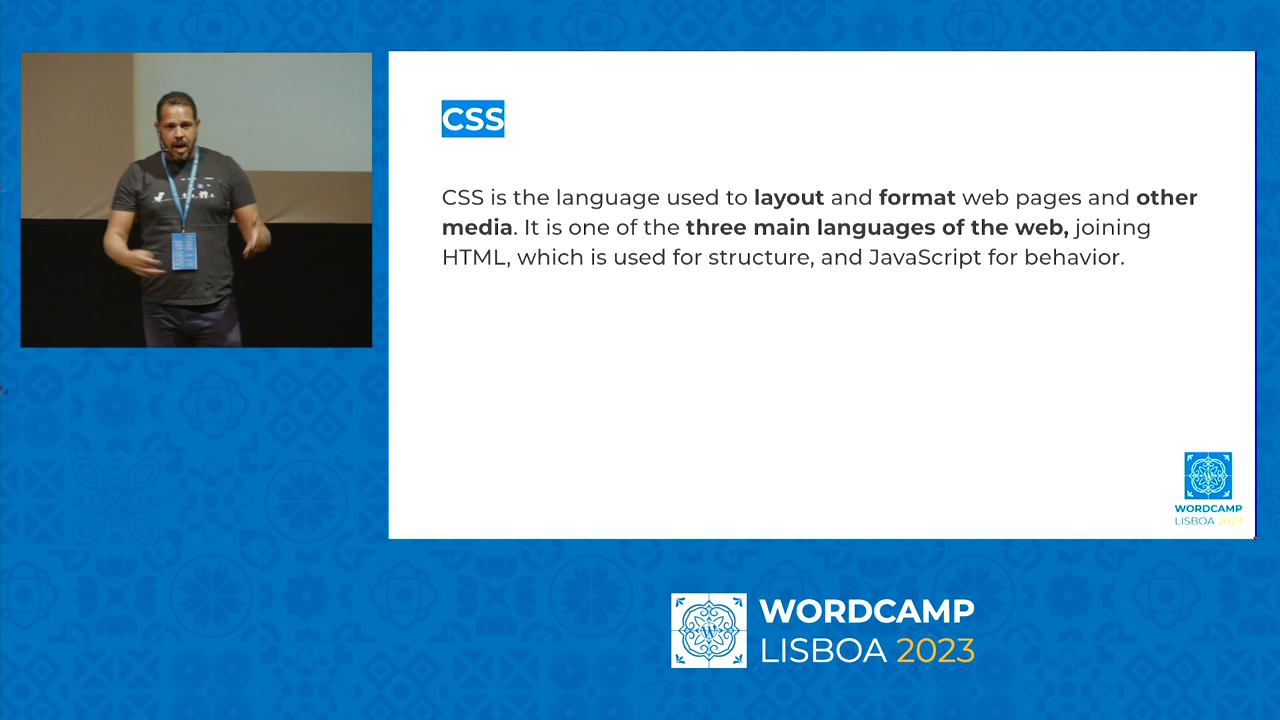 CSS
CSS is the language used to layout and format web pages and other
media. It is one of the three main languages of the web, joining
HTML, which is used for structure, and JavaScript for behavior.
WORDCAMP
LISBOA 2023
WORDCAMP
LISBOA 2023